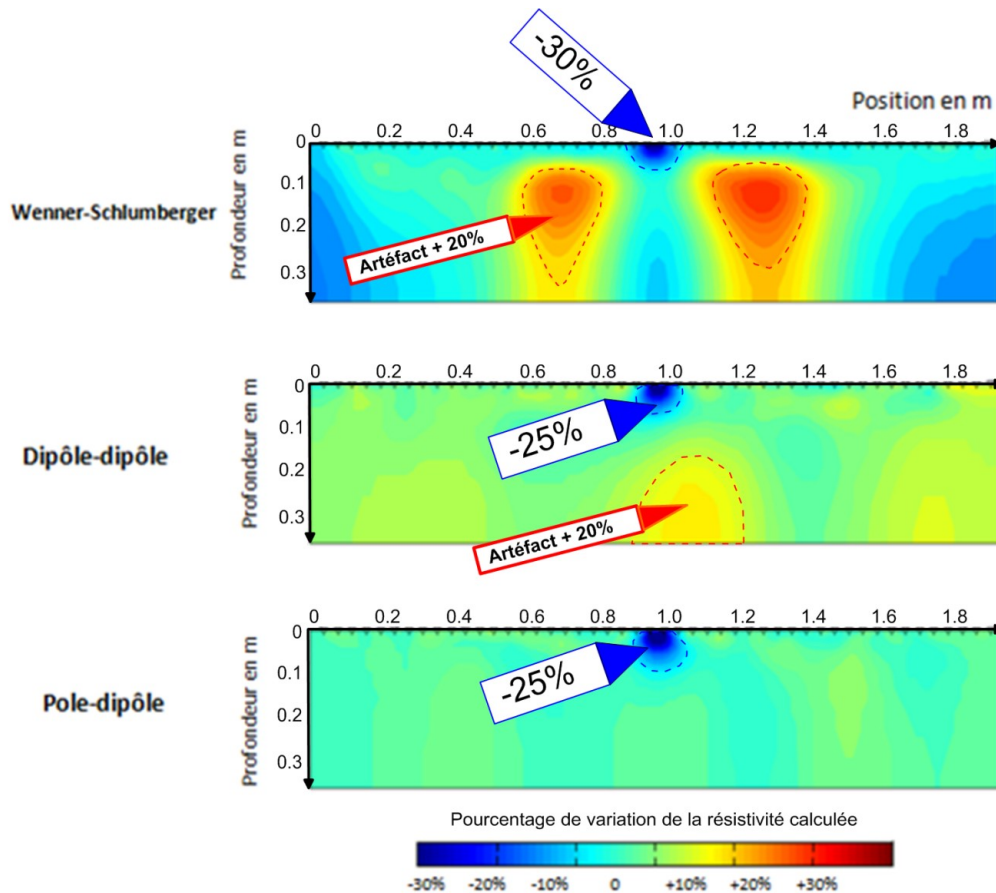 -30%
Position en m
0 0.2 0.4 0.6 0.8 1.0 1.2 1.4 1.6 1.8
Wenner-Schlumberger
Profondeur en m
0
0.1
0.2
0.3
Artéfact + 20%
0 0.2 0.4 0.6 0.8 1.0 1.2 1.4 1.6 1.8
Dipôle-dipôle
Profondeur en m
0
0.1
0.2
0.3
-25%
Artéfact + 20%
0 0.2 0.4 0.6 0.8 1.0 1.2 1.4 1.6 1.8
Pole-dipôle
Profondeur en m
0
0.1
0.2
0.3
-25%
Pourcentage de variation de la résistivité calculée
-30% -20% -10% 0 +10% +20% +30%